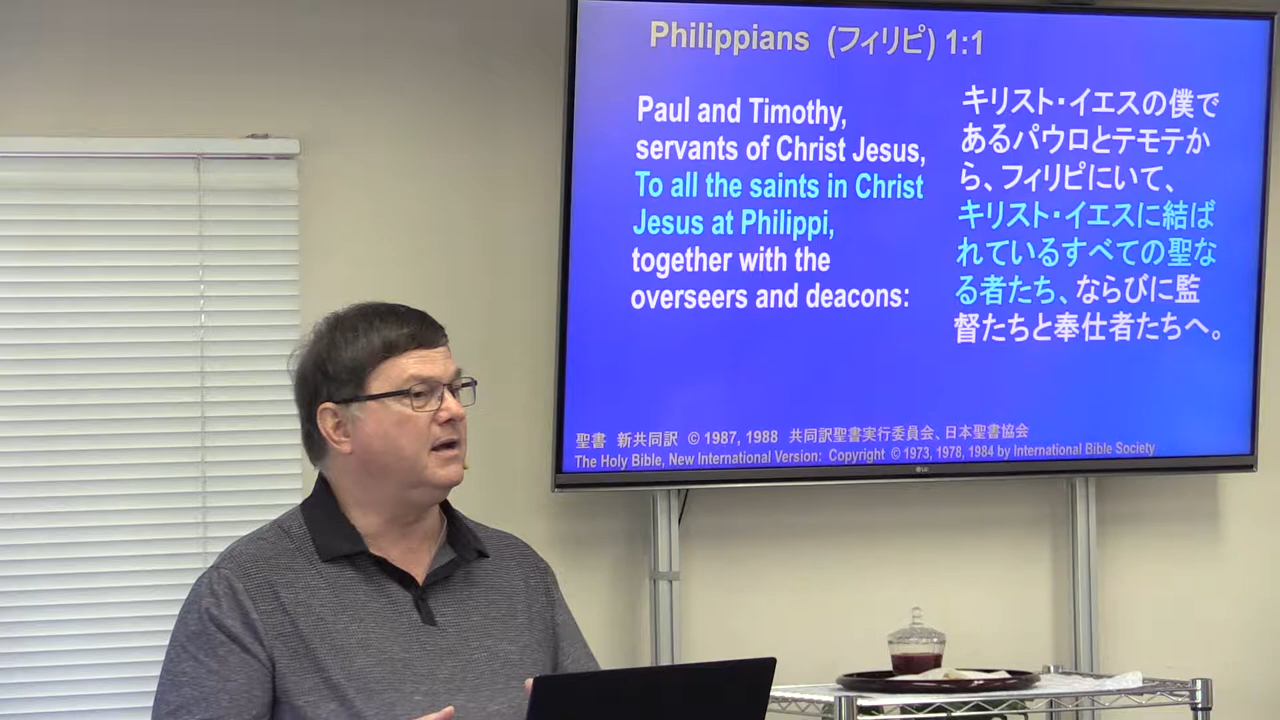 Philippians (フィリピ) 1:1
Paul and Timothy,
servants of Christ Jesus,
To all the saints in Christ
Jesus at Philippi,
together with the
overseers and deacons:
キリスト・イエスの僕で
あるパウロとテモテか
ら、フィリピにいて、
キリスト・イエスに結ば
れているすべての聖な
る者たち、ならびに監
督たちと奉仕者たちへ。
聖書 新共同訳 © 1987, 1988 共同訳聖書実行委員会、日本聖書協会
The Holy Bible, New International Version: Copyright © 1973, 1978, 1984 by International Bible Society
LG